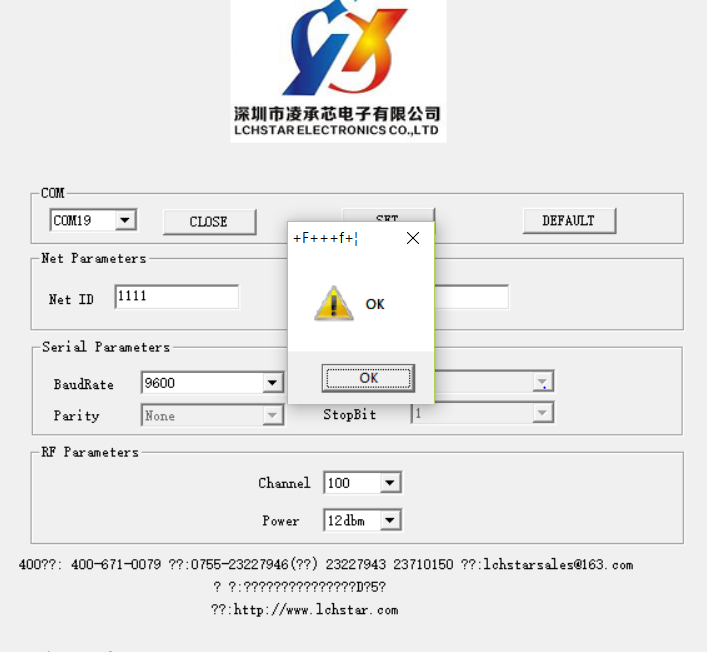 深圳市凌承芯电子有限公司
LCHSTAR ELECTRONICS CO.,LTD
COM
COM19
CLOSE
SET
DEFAULT
+F+++f+¦
Net Parameters
Net ID
1111
OK
OK
Serial Parameters
BaudRate
9600
Parity
None
StopBit
1
RF Parameters
Channel
100
Power
12dbm
400??: 400-671-0079 ??:0755-23227946(??) 23227943 23710150 ??:lchstarsales@163.com
? ?:???????????????D?5?
??:http://www.lchstar.com